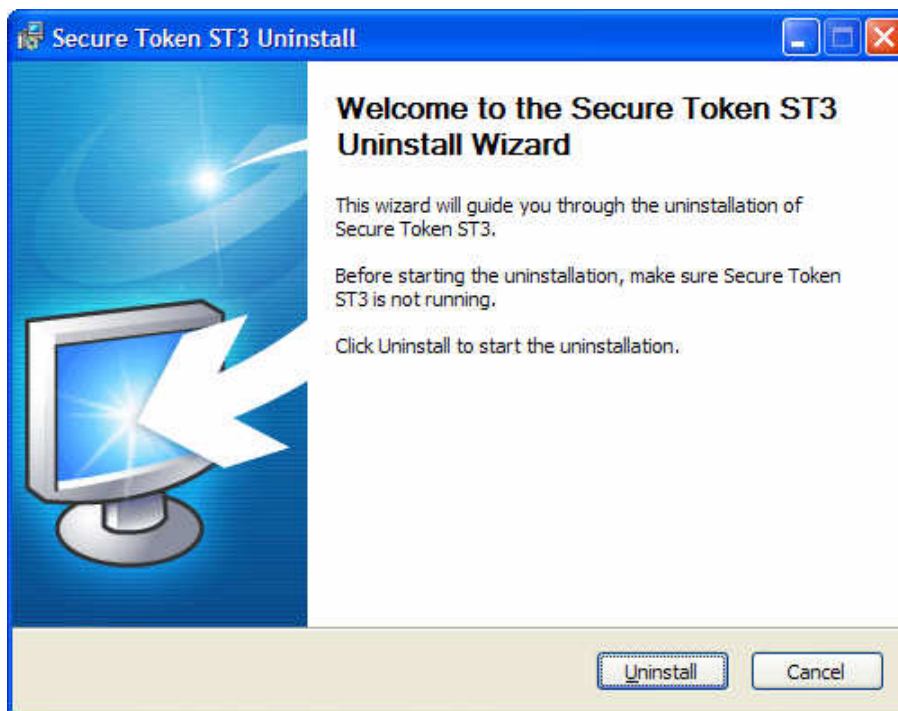 Secure Token ST3 Uninstall
Welcome to the Secure Token ST3
Uninstall Wizard
This wizard will guide you through the uninstallation of
Secure Token ST3.
Before starting the uninstallation, make sure Secure Token
ST3 is not running.
Click Uninstall to start the uninstallation.
Uninstall
Cancel